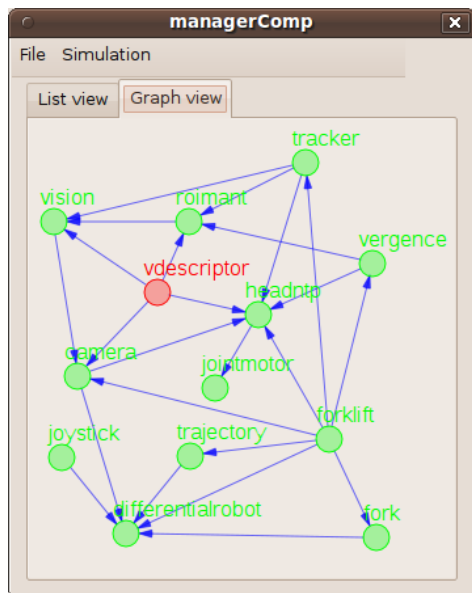 managerComp
File Simulation
List view Graph view
tracker
vision roimant
vergence
vdescriptor
headntp
camera jointmotor
forklift
joystick trajectory
differentialrobot fork